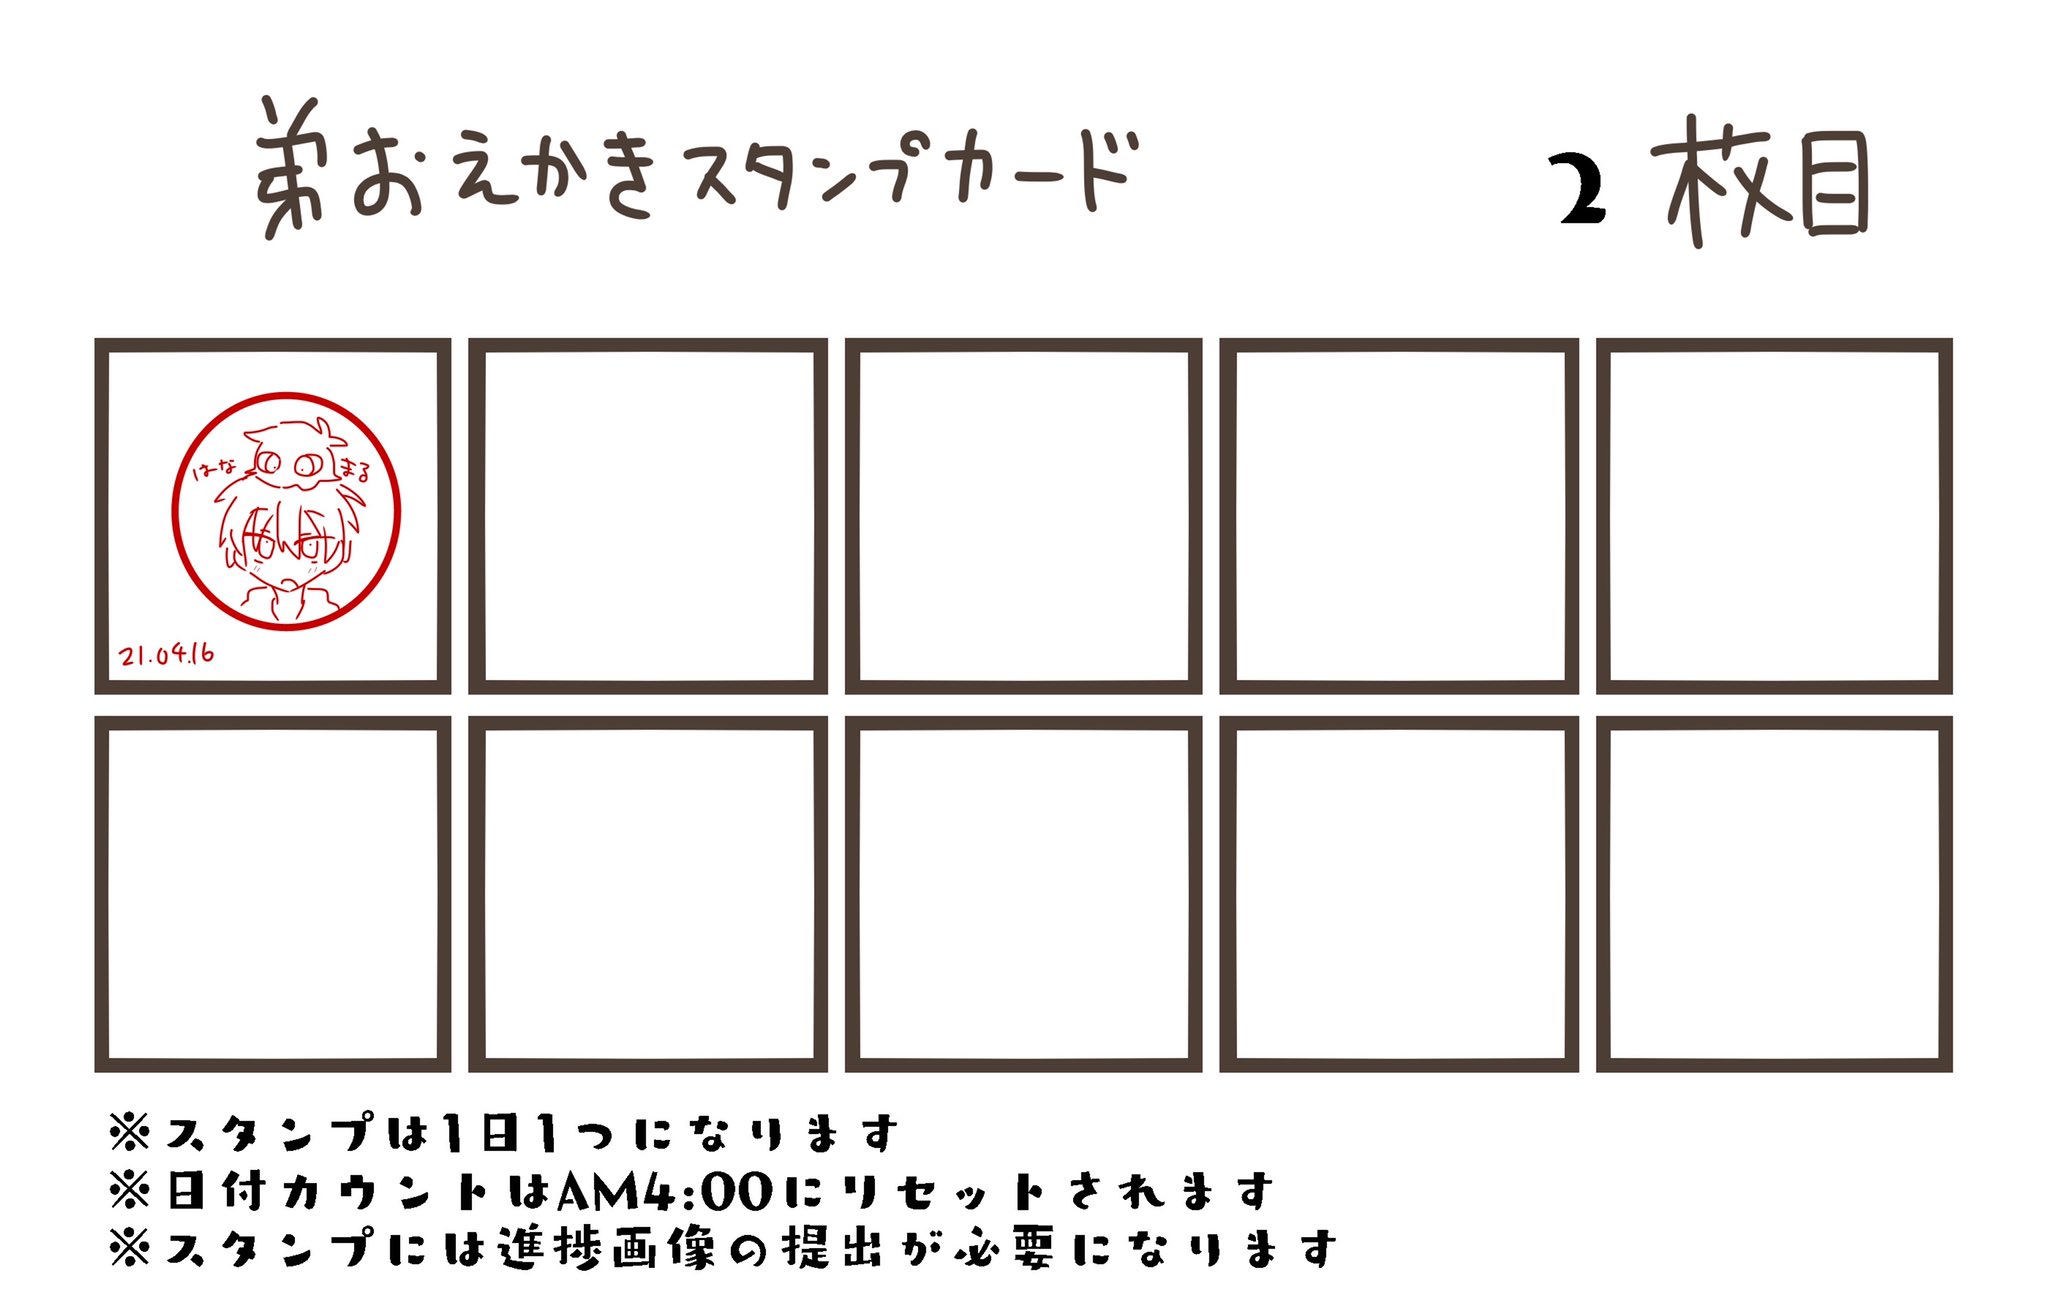 弟おえかきスタンプカード
2枚目
はなまる
21.04.16
※スタンプは1日1つになります
※日付カウントはAM4:00にリセットされます
※スタンプには進捗画像の提出が必要になります